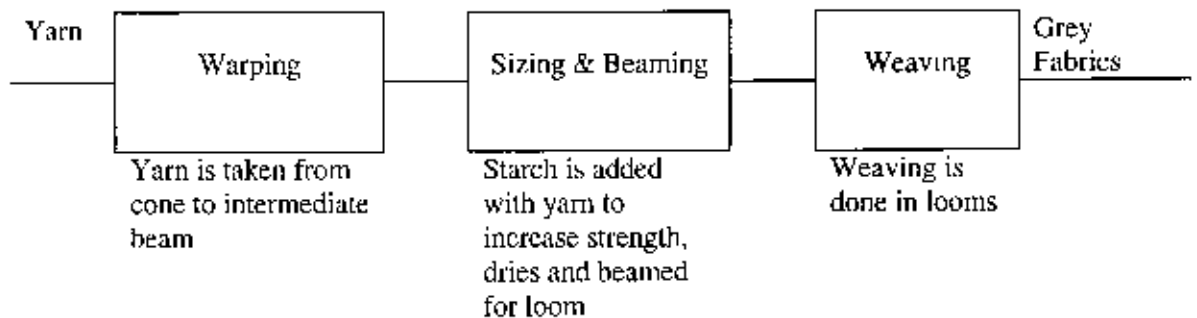 Yarn
Warping
Sizing & Beaming
Weaving
Grey
Fabrics
Yarn is taken from
cone to intermediate
beam
Starch is added
with yarn to
increase strength,
dries and beamed
for loom
Weaving is
done in looms